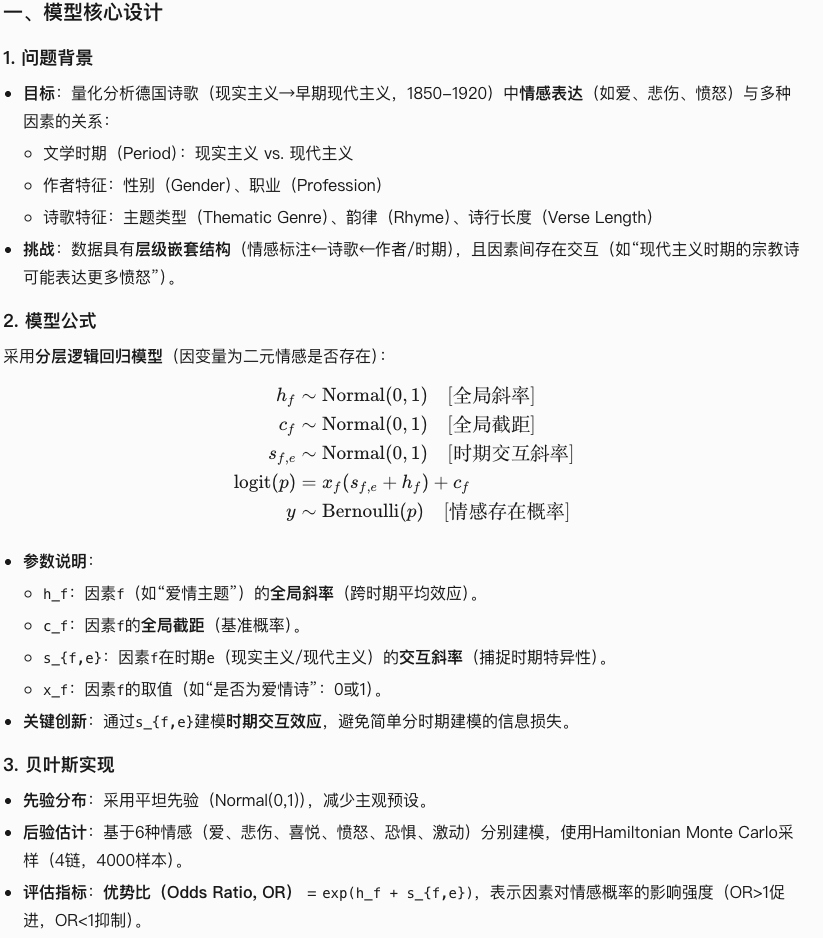 一、模型核心设计
1. 问题背景
• 目标：量化分析德国诗歌（现实主义→早期现代主义，1850–1920）中情感表达（如爱、悲伤、愤怒）与多种
因素的关系：
○ 文学时期（Period）：现实主义 vs. 现代主义
○ 作者特征：性别（Gender）、职业（Profession）
○ 诗歌特征：主题类型（Thematic Genre）、韵律（Rhyme）、诗行长度（Verse Length）
• 挑战：数据具有层级嵌套结构（情感标注←诗歌←作者/时期），且因素间存在交互（如“现代主义时期的宗教诗
可能表达更多愤怒”）。
2. 模型公式
采用分层逻辑回归模型（因变量为二元情感是否存在）：
h_f ∼ Normal(0, 1) [全局斜率]
c_f ∼ Normal(0, 1) [全局截距]
s_{f,e} ∼ Normal(0, 1) [时期交互斜率]
logit(p) = x_f(s_{f,e} + h_f) + c_f
y ∼ Bernoulli(p) [情感存在概率]
• 参数说明：
○ h_f：因素f（如“爱情主题”）的全局斜率（跨时期平均效应）。
○ c_f：因素f的全局截距（基准概率）。
○ s_{f,e}：因素f在时期e（现实主义/现代主义）的交互斜率（捕捉时期特异性）。
○ x_f：因素f的取值（如“是否为爱情诗”：0或1）。
• 关键创新：通过s_{f,e}建模时期交互效应，避免简单分时期建模的信息损失。
3. 贝叶斯实现
• 先验分布：采用平坦先验（Normal(0,1)），减少主观预设。
• 后验估计：基于6种情感（爱、悲伤、喜悦、愤怒、恐惧、激动）分别建模，使用Hamiltonian Monte Carlo采
样（4链，4000样本）。
• 评估指标：优势比（Odds Ratio, OR） = exp(h_f + s_{f,e})，表示因素对情感概率的影响强度（OR>1促
进，OR<1抑制）。